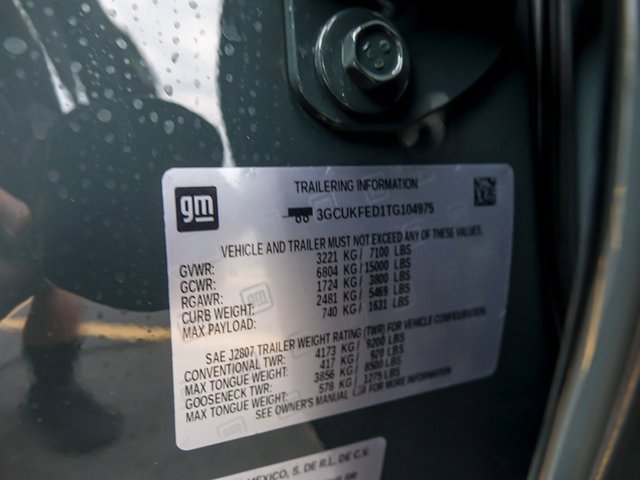 gm
TRAILERING INFORMATION
3GCUKFED1TG104975
VEHICLE AND TRAILER MUST NOT EXCEED ANY OF THESE VALUES.
GVWR: 3221 KG / 7100 LBS
GCWR: 6804 KG / 15000 LBS
RGAWR: 1724 KG / 3800 LBS
CURB WEIGHT: 2481 KG / 5469 LBS
MAX PAYLOAD: 740 KG / 1631 LBS
SAE J2807 TRAILER WEIGHT RATING (TWR) FOR VEHICLE CONFIGURATION.
CONVENTIONAL TWR: 4173 KG / 9200 LBS
MAX TONGUE WEIGHT: 417 KG / 920 LBS
GOOSENECK TWR: 3856 KG / 8500 LBS
MAX TONGUE WEIGHT: 578 KG / 1275 LBS
SEE OWNER'S MANUAL FOR MORE INFORMATION
MEXICO, S. DE R.L. DE C.V.